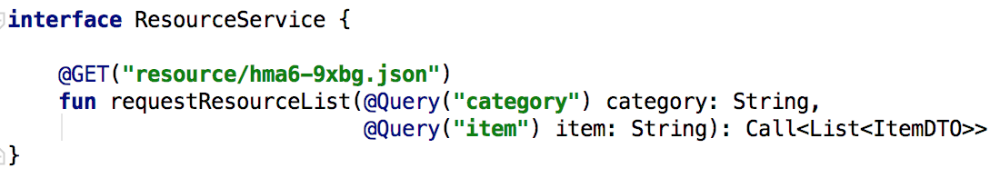 interface ResourceService {
@GET("resource/hma6-9xbg.json")
fun requestResourceList(@Query("category") category: String,
@Query("item") item: String): Call<List<ItemDTO>>
}